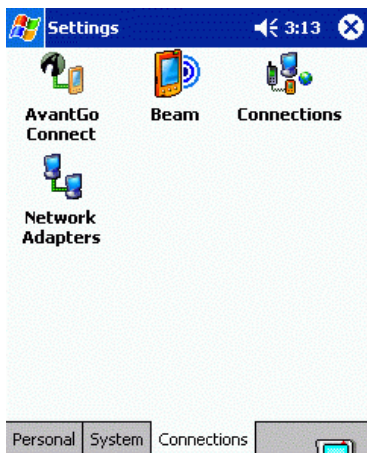 Settings 3:13
AvantGo Connect
Beam
Connections
Network Adapters
Personal System Connections